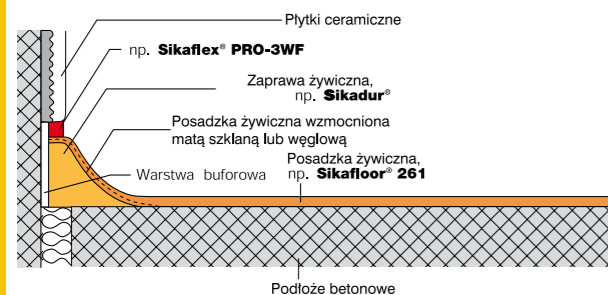 Płytki ceramiczne
np. Sikaflex® PRO-3WF
Zaprawa żywiczna,
np. Sikadur®
Posadzka żywiczna wzmocniona
matą szklaną lub węglową
Posadzka żywiczna,
Warstwa buforowa np. Sikafloor® 261
Podłoże betonowe